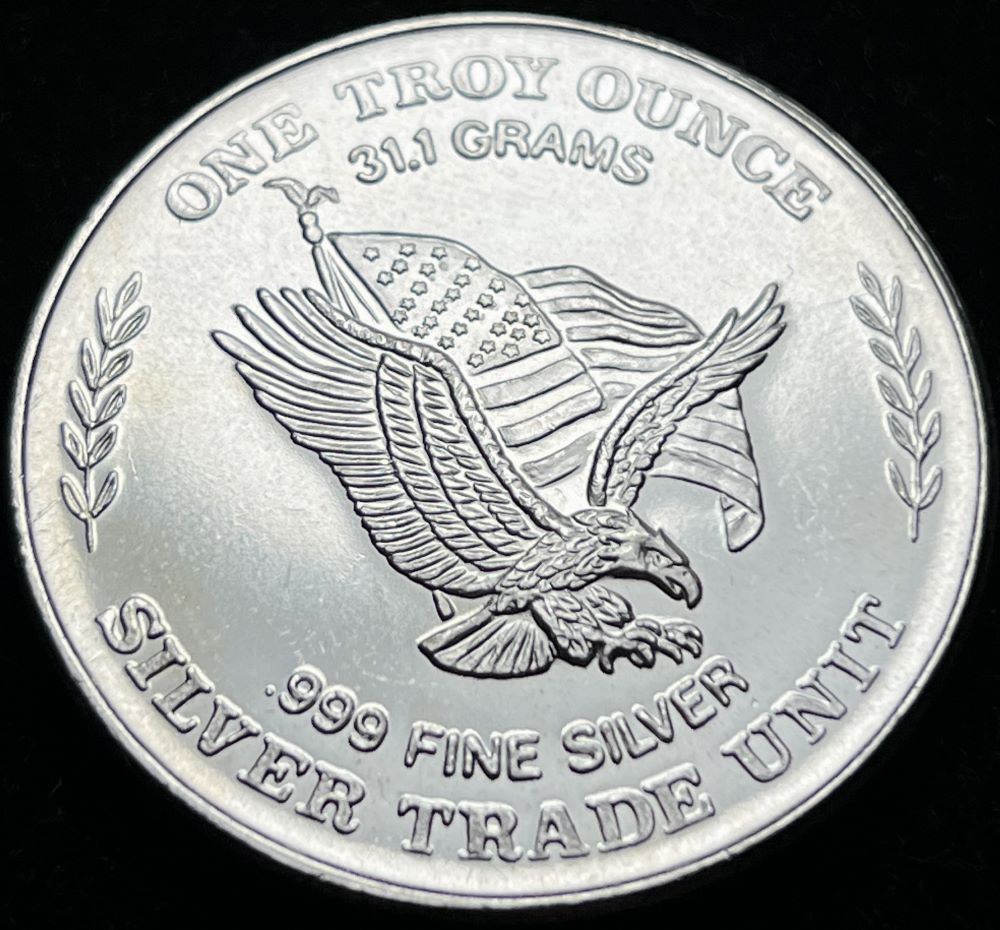 ONE TROY OUNCE
31.1 GRAMS
.999 FINE SILVER
SILVER TRADE UNIT